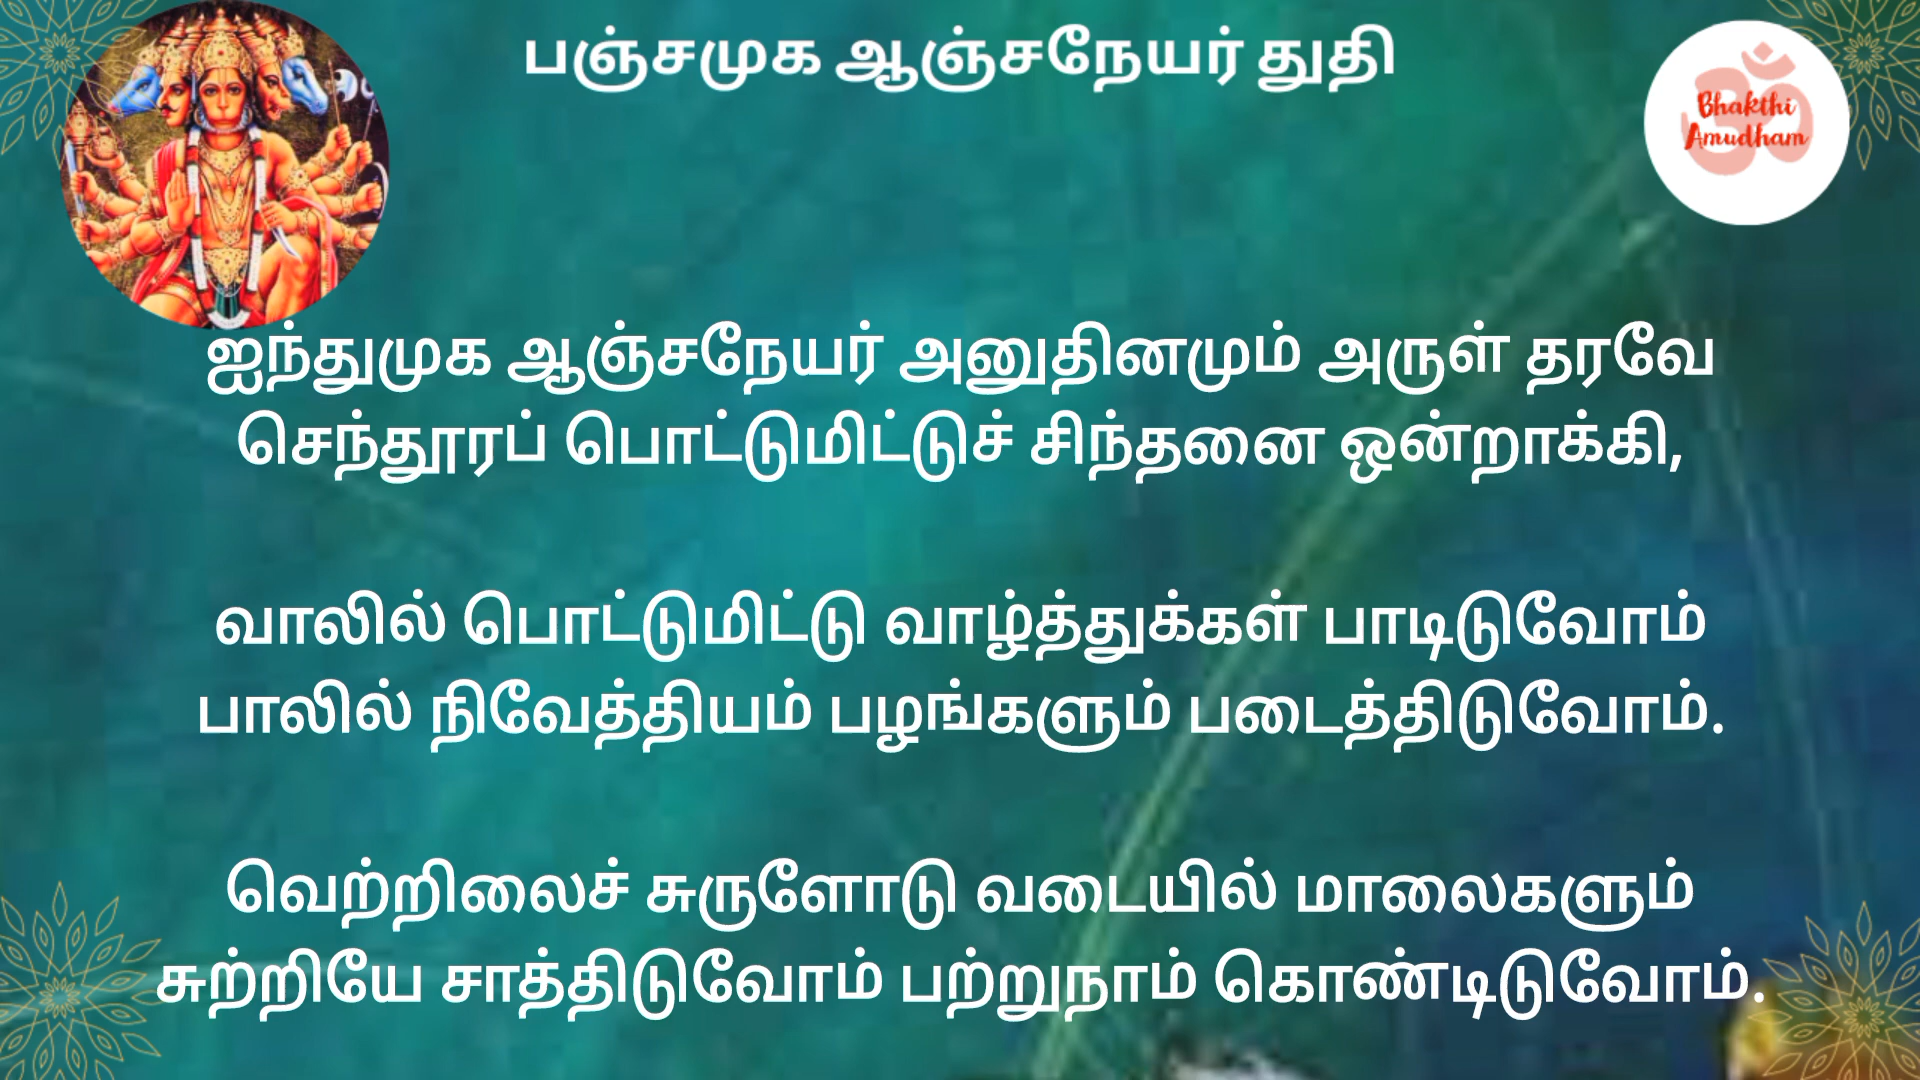 பஞ்சமுக ஆஞ்சநேயர் துதி
Bhakthi
Amudham
ஐந்துமுக ஆஞ்சநேயர் அனுதினமும் அருள் தரவே
செந்தூரப் பொட்டுமிட்டுச் சிந்தனை ஒன்றாக்கி,
வாலில் பொட்டுமிட்டு வாழ்த்துக்கள் பாடிடுவோம்
பாலில் நிவேத்தியம் பழங்களும் படைத்திடுவோம்.
வெற்றிலைச் சுருளோடு வடையில் மாலைகளும்
சுற்றியே சாத்திடுவோம் பற்றுநாம் கொண்டிடுவோம்.